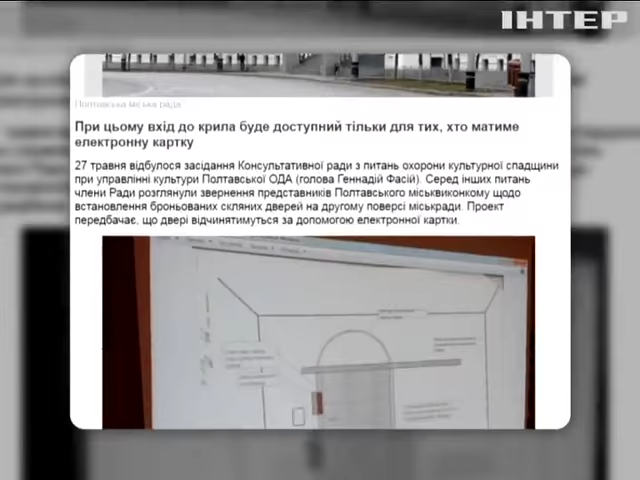 ІНТЕР
Полтавська міська рада
При цьому вхід до крила буде доступний тільки для тих, хто матиме
електронну картку
27 травня відбулося засідання Консультативної ради з питань охорони культурної спадщини
при управлінні культури Полтавської ОДА (голова Геннадій Фасій). Серед інших питань
члени Ради розглянули звернення представників Полтавського міськвиконкому щодо
встановлення броньованих скляних дверей на другому поверсі міськради. Проект
передбачає, що двері відчинятимуться за допомогою електронної картки.